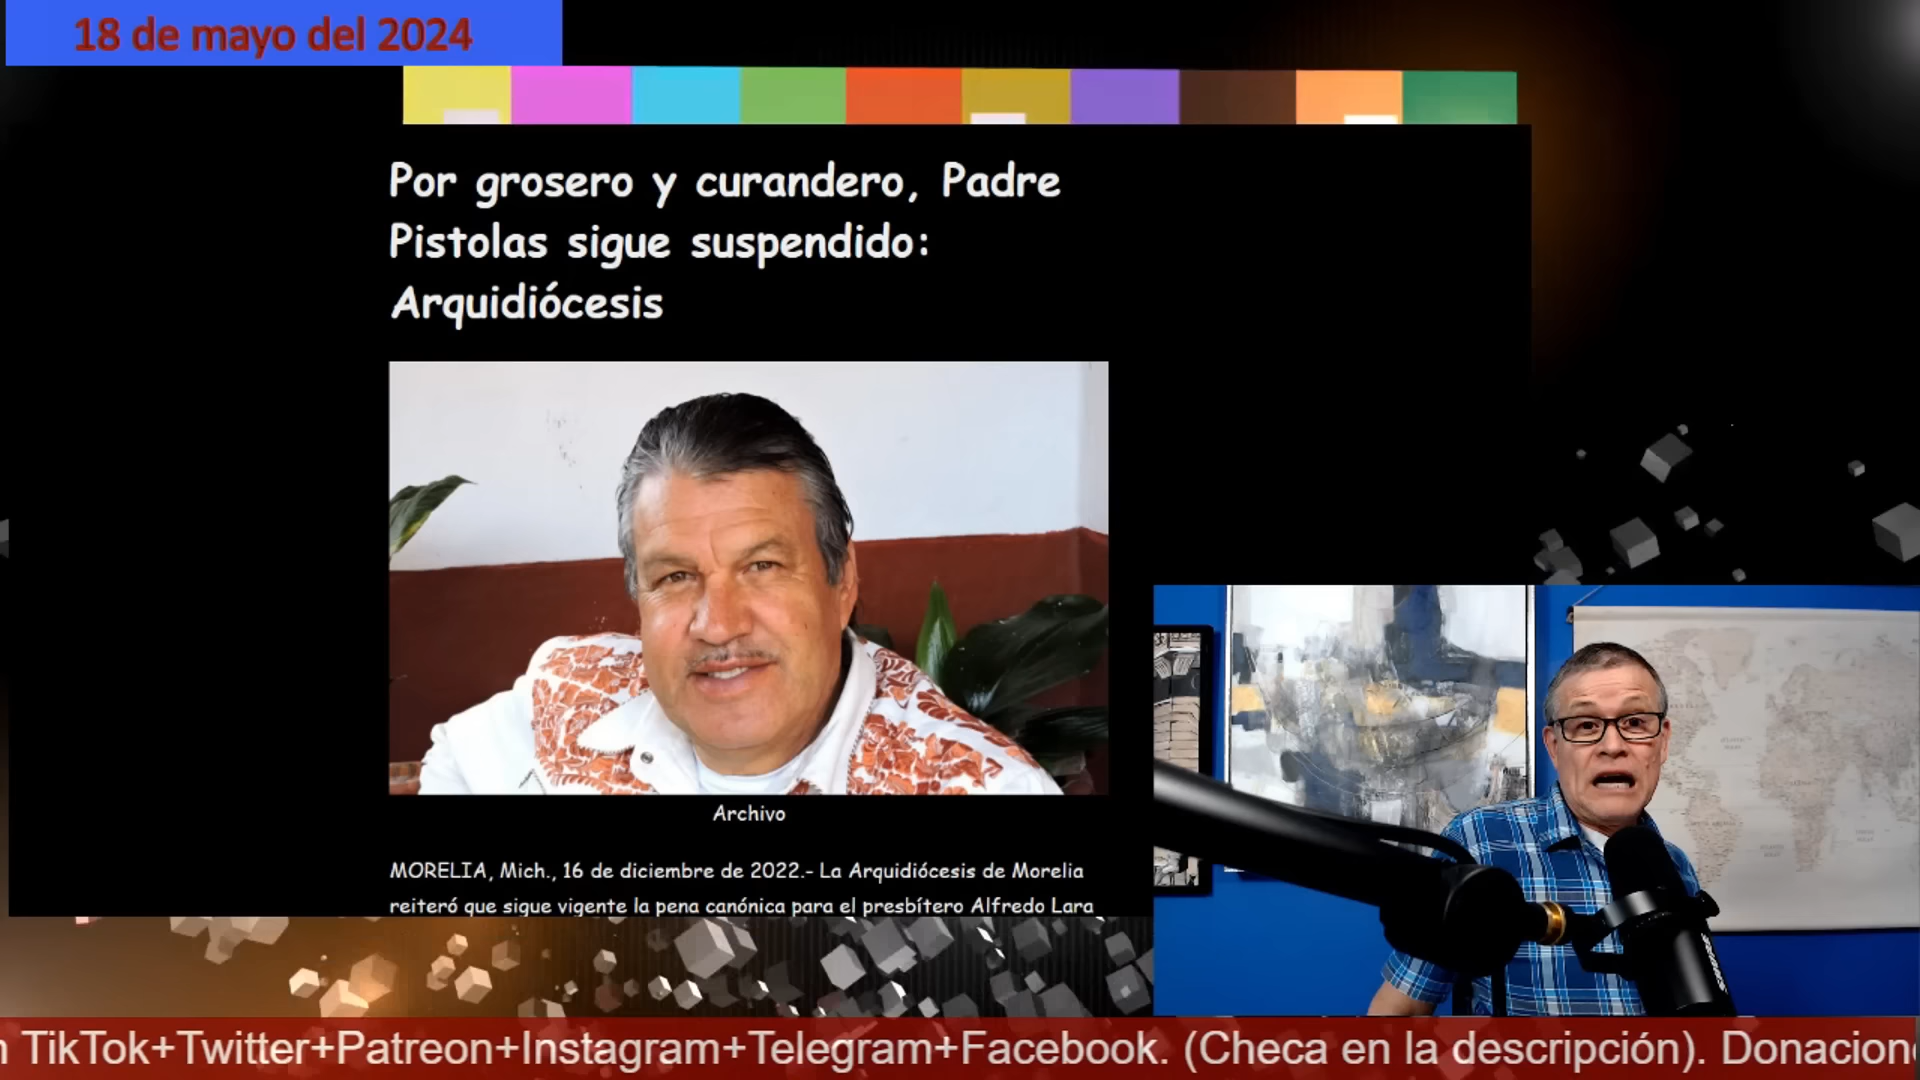 18 de mayo del 2024
Por grosero y curandero, Padre
Pistolas sigue suspendido:
Arquidiócesis
Archivo
MORELIA, Mich., 16 de diciembre de 2022.- La Arquidiócesis de Morelia
reiteró que sigue vigente la pena canónica para el presbítero Alfredo Lara
TikTok+Twitter+Patreon+Instagram+Telegram+Facebook. (Checa en la descripción). Donacion